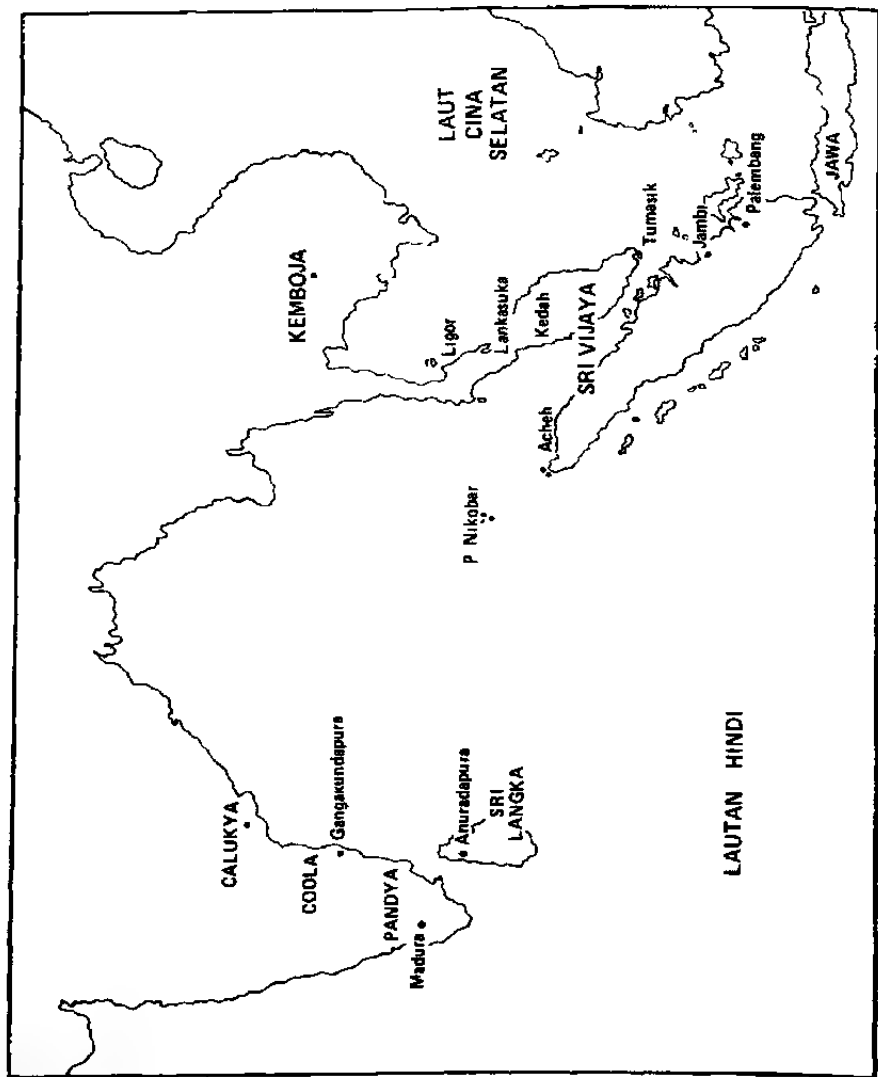 CALUKYA
COOLA
Gangakundapura
PANDYA
Madura
Anuradapura
SRI
LANGKA
LAUTAN HINDI
KEMBOJA
P Nikobar
Ligor
Lankasuka
Kedah
Acheh
SRI VIJAYA
LAUT
CINA
SELATAN
Tumasik
Jambi
Palembang
JAWA